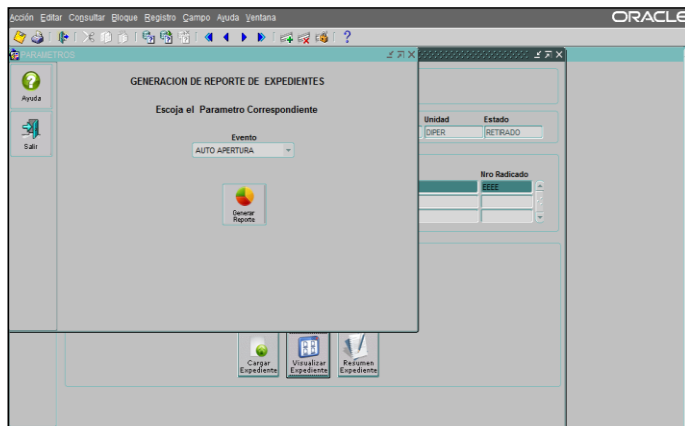 Acción Editar Consultar Bloque Registro Campo Ayuda Ventana
ORACLE
PARAMETROS
Ayuda
Salir
GENERACION DE REPORTE DE EXPEDIENTES
Escoja el Parametro Correspondiente
Evento
AUTO APERTURA
Generar
Reporte
Unidad Estado
DIPER RETIRADO
Nro Radicado
EEEE
Cargar
Expediente
Visualizar
Expediente
Resumen
Expediente